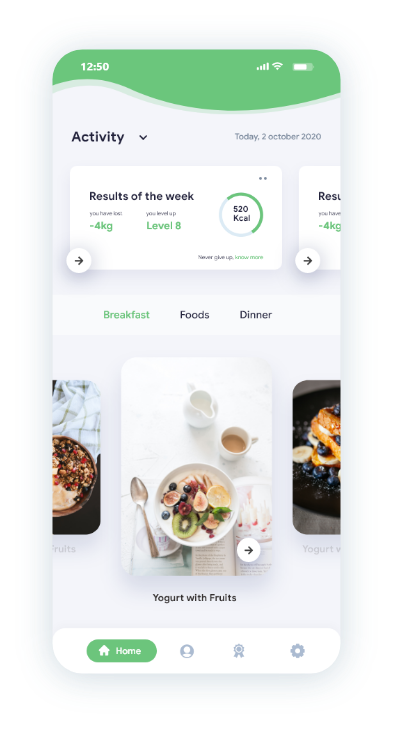 12:50
Activity
Today, 2 october 2020
Results of the week
you have lost
you level up
-4kg
Level 8
520
Kcal
Never give up, know more
Resu
you have
-4kg
Breakfast
Foods
Dinner
Fruits
Yogurt with Fruits
Yogurt w
Home